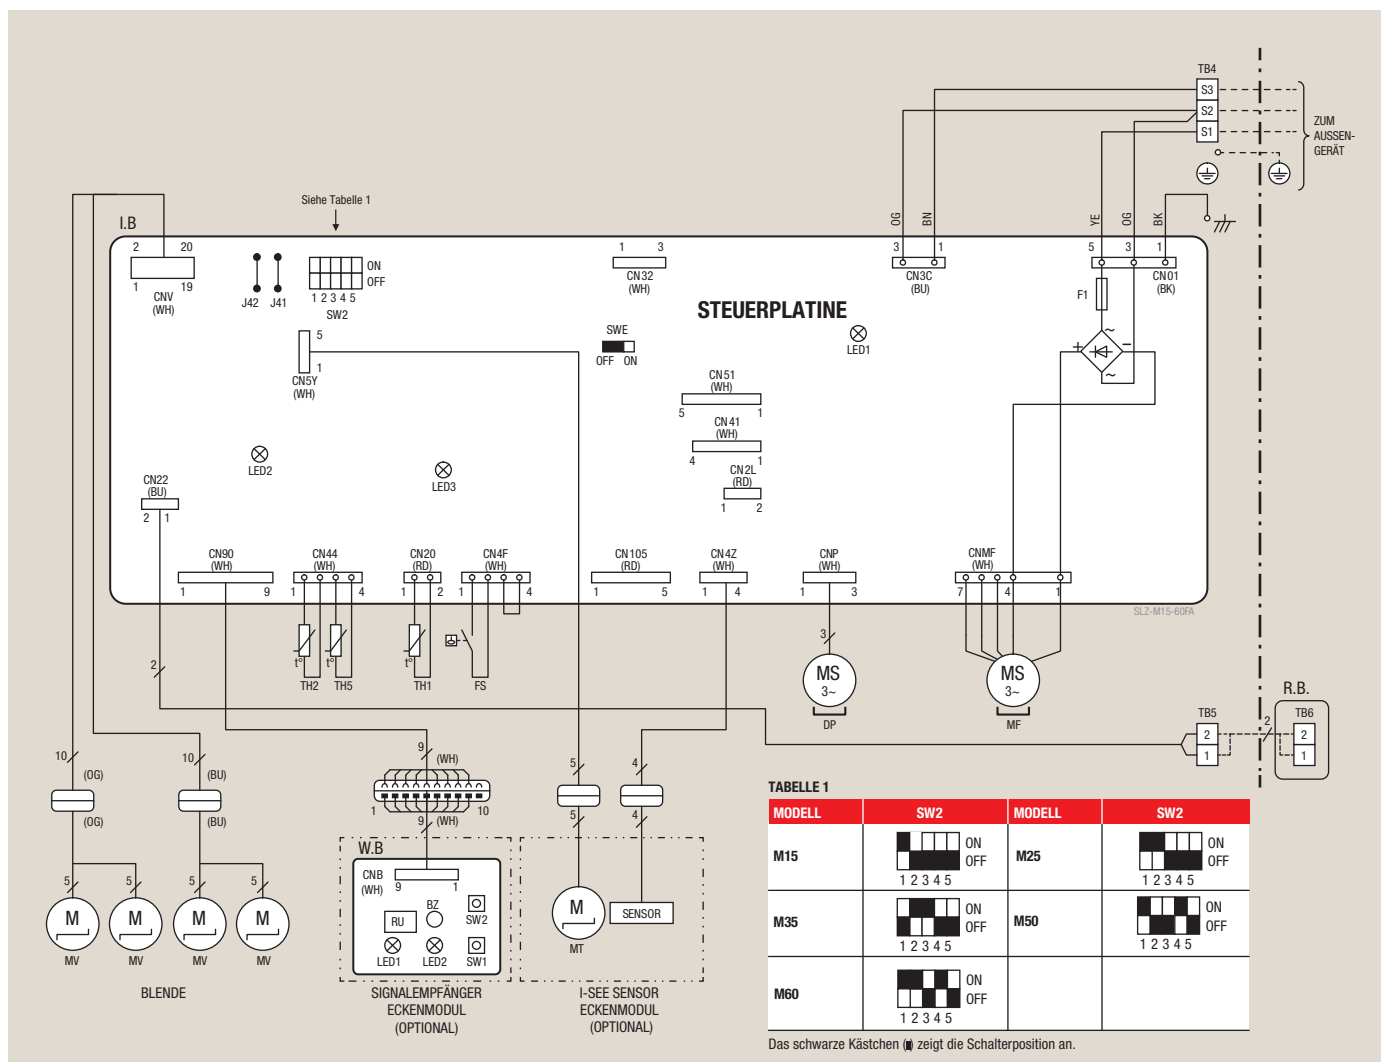 TB4
S3
S2
S1
ZUM
AUSSEN-
GERÄT
Siehe Tabelle 1
I.B
OG
BN
YE
OG
BK
2 20
1 19
CNV
(WH)
J42 J41
ON
OFF
1 2 3 4 5
SW2
1 3
CN32
(WH)
3 1
CN3C
(BU)
5 3 1
CN01
(BK)
STEUERPLATINE
F1
~
+
−
~
LED1
SWE
OFF ON
5
1
CN5Y
(WH)
CN51
(WH)
5 1
CN41
(WH)
4 1
CN2L
(RD)
1 2
LED2
LED3
CN22
(BU)
2 1
CN90
(WH)
1 9
CN44
(WH)
1 4
CN20
(RD)
1 2
CN4F
(WH)
1 4
CN105
(RD)
1 5
CN4Z
(WH)
1 4
CNP
(WH)
1 3
CNMF
(WH)
7 4 1
SLZ-M15-60FA
2
t° t° t°
TH2 TH5 TH1 FS
3
MS
3~
DP
MS
3~
MF
R.B.
TB5
2
1
2
TB6
2
1
10
(OG)
(OG)
10
(BU)
(BU)
9
(WH)
1 10
9
(WH)
5
5
4
4
5 5 5 5
M M M M
MV MV MV MV
BLENDE
W.B
CNB
(WH)
9 1
RU
BZ
SW2
LED1 LED2 SW1
SIGNALEMPFÄNGER
ECKENMODUL
(OPTIONAL)
M
MT
SENSOR
I-SEE SENSOR
ECKENMODUL
(OPTIONAL)
TABELLE 1
MODELL SW2 MODELL SW2
M15 ON OFF 1 2 3 4 5 M25 ON OFF 1 2 3 4 5
M35 ON OFF 1 2 3 4 5 M50 ON OFF 1 2 3 4 5
M60 ON OFF 1 2 3 4 5
Das schwarze Kästchen (▮) zeigt die Schalterposition an.